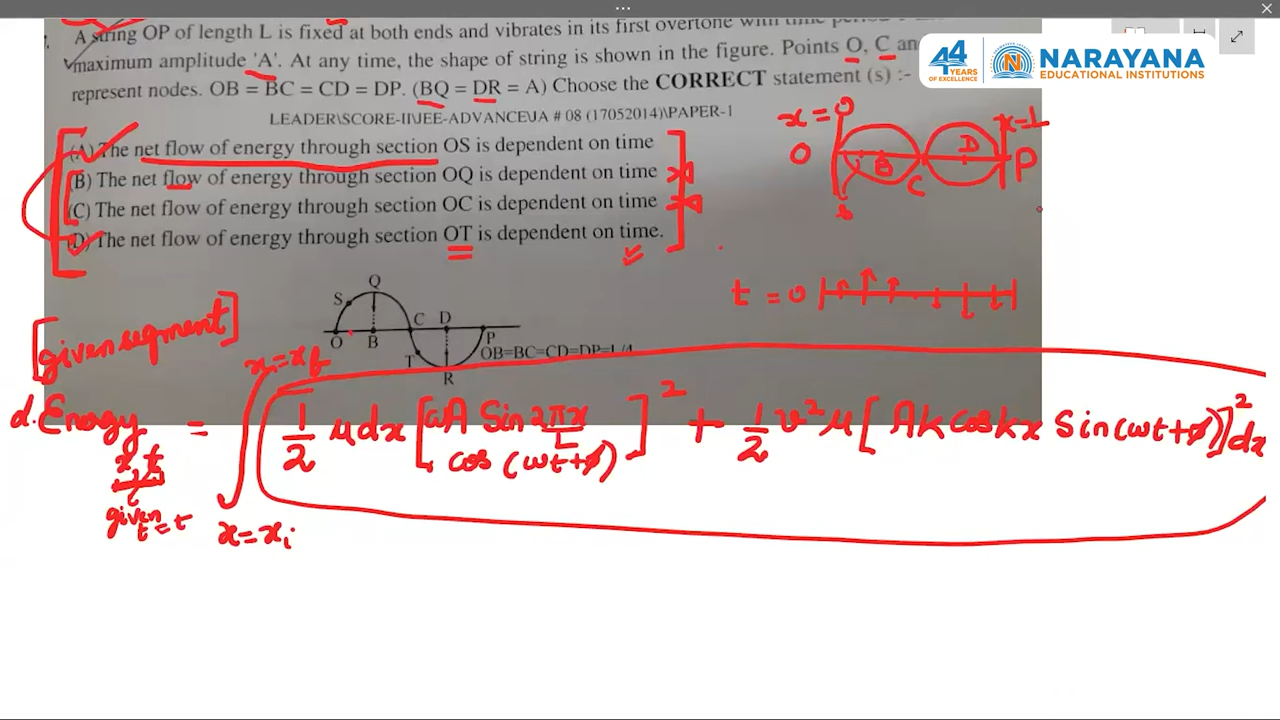 A string OP of length L is fixed at both ends and vibrates in its first overtone with time period
maximum amplitude 'A'. At any time, the shape of string is shown in the figure. Points O, C an
represent nodes. OB = BC = CD = DP. (BQ = DR = A) Choose the CORRECT statement (s) :-
LEADER\SCORE-II\JEE-ADVANCE\JA # 08 (17052014)\PAPER-1
(A) The net flow of energy through section OS is dependent on time
(B) The net flow of energy through section OQ is dependent on time
(C) The net flow of energy through section OC is dependent on time
(D) The net flow of energy through section OT is dependent on time.
44 YEARS OF EXCELLENCE
NARAYANA
EDUCATIONAL INSTITUTIONS
x = 0
x = L
O B C D P
t = 0
Q
S
O B C D P
T
R
OB=BC=CD=DP=L/4
[given segment]
x = xf
d.Energy = ∫ 1/2 μdx [ωA Sin 2πx/L cos(ωt+φ)]² + 1/2 v²μ [Ak coskx Sin(ωt+φ)]² dx
x, t
given t = t
x = xi